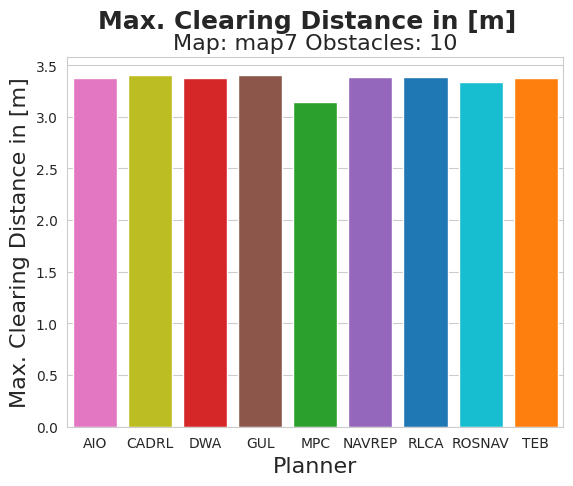 Max. Clearing Distance in [m]
Map: map7 Obstacles: 10
Max. Clearing Distance in [m]
3.5
3.0
2.5
2.0
1.5
1.0
0.5
0.0
AIO CADRL DWA GUL MPC NAVREP RLCA ROSNAV TEB
Planner